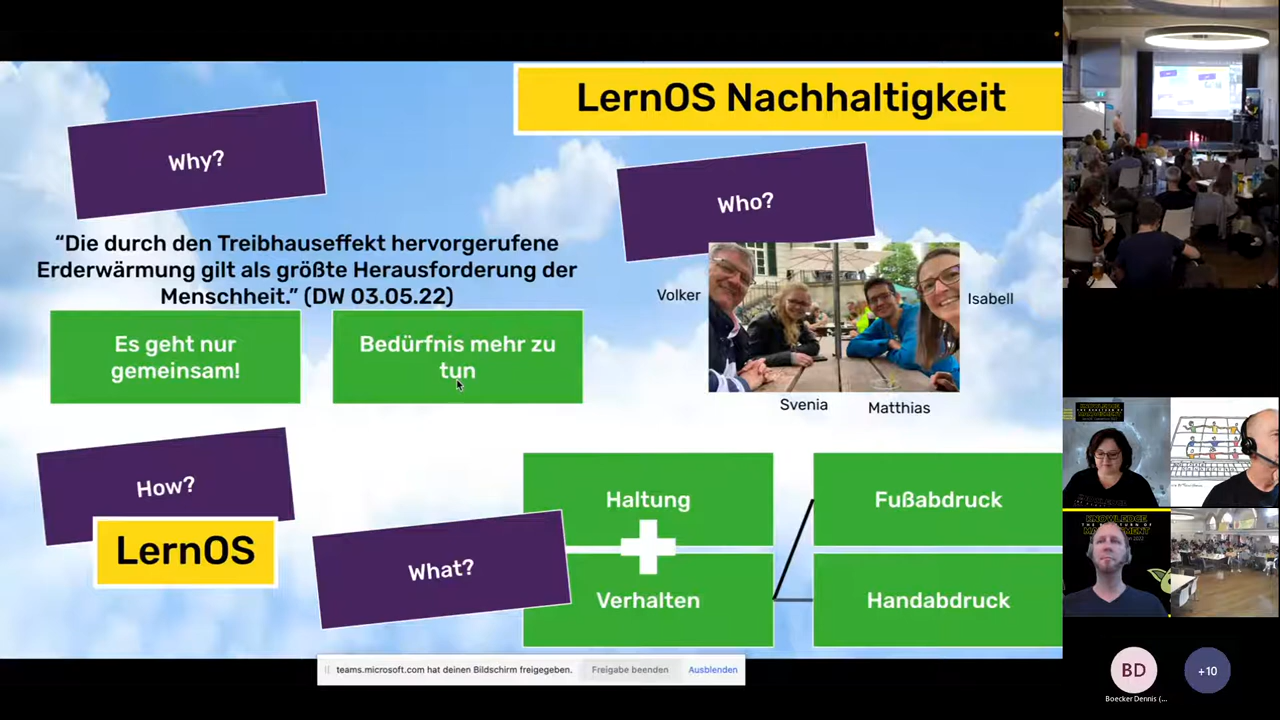 LernOS Nachhaltigkeit
Why?
“Die durch den Treibhauseffekt hervorgerufene
Erderwärmung gilt als größte Herausforderung der
Menschheit.” (DW 03.05.22)
Es geht nur
gemeinsam!
Bedürfnis mehr zu
tun
Who?
Volker
Isabell
Svenia
Matthias
How?
LernOS
What?
Haltung
Verhalten
Fußabdruck
Handabdruck
teams.microsoft.com hat deinen Bildschirm freigegeben.
Freigabe beenden
Ausblenden
KNOWLEDGE
BD
+10
Boecker Dennis (...